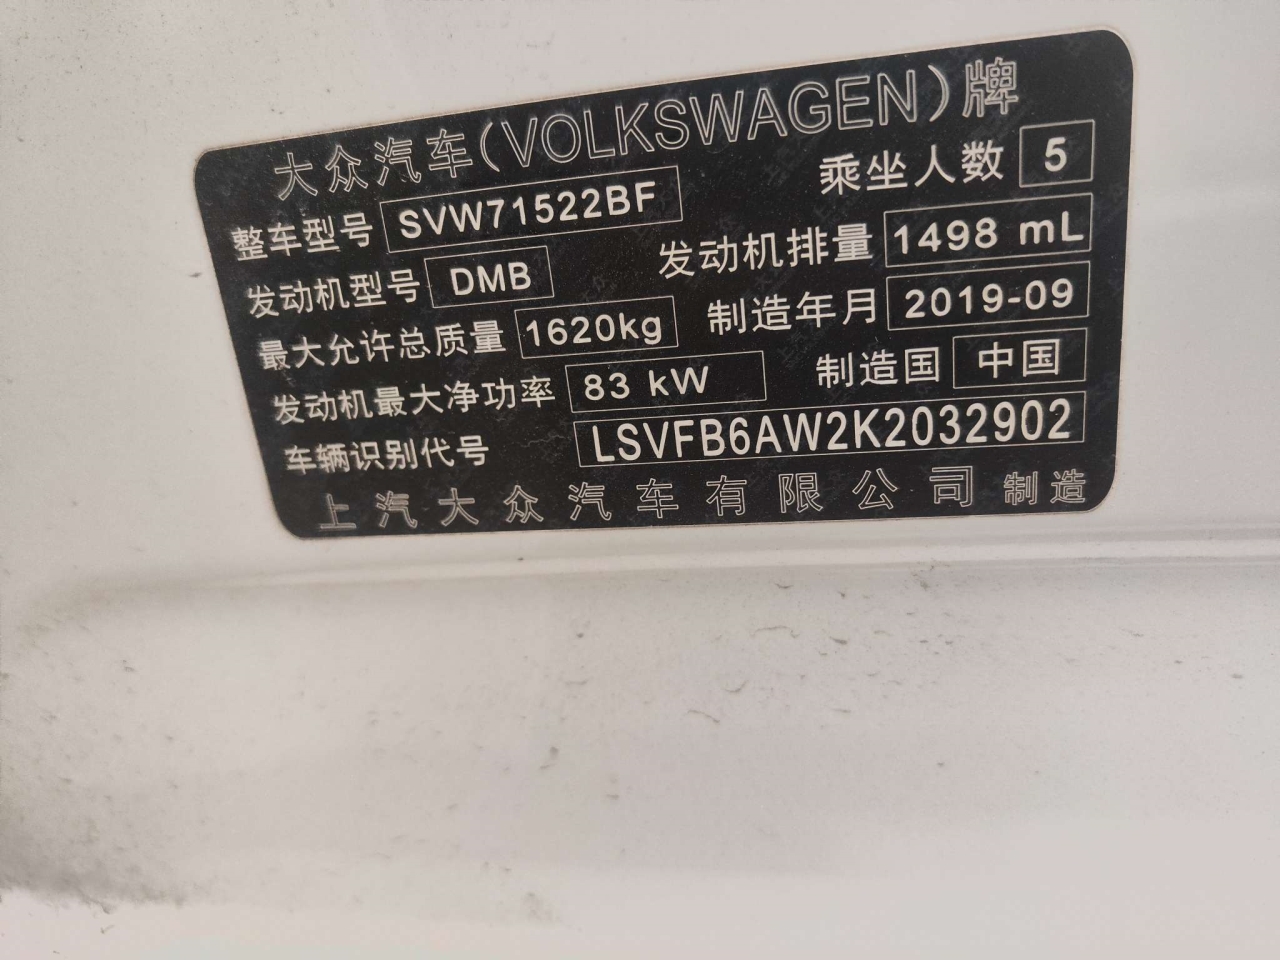 大众汽车(VOLKSWAGEN)牌
整车型号 SVW71522BF 乘坐人数 5
发动机型号 DMB 发动机排量 1498 mL
最大允许总质量 1620kg 制造年月 2019-09
发动机最大净功率 83 kW 制造国 中国
车辆识别代号 LSVFB6AW2K2032902
上汽大众汽车有限公司 制造